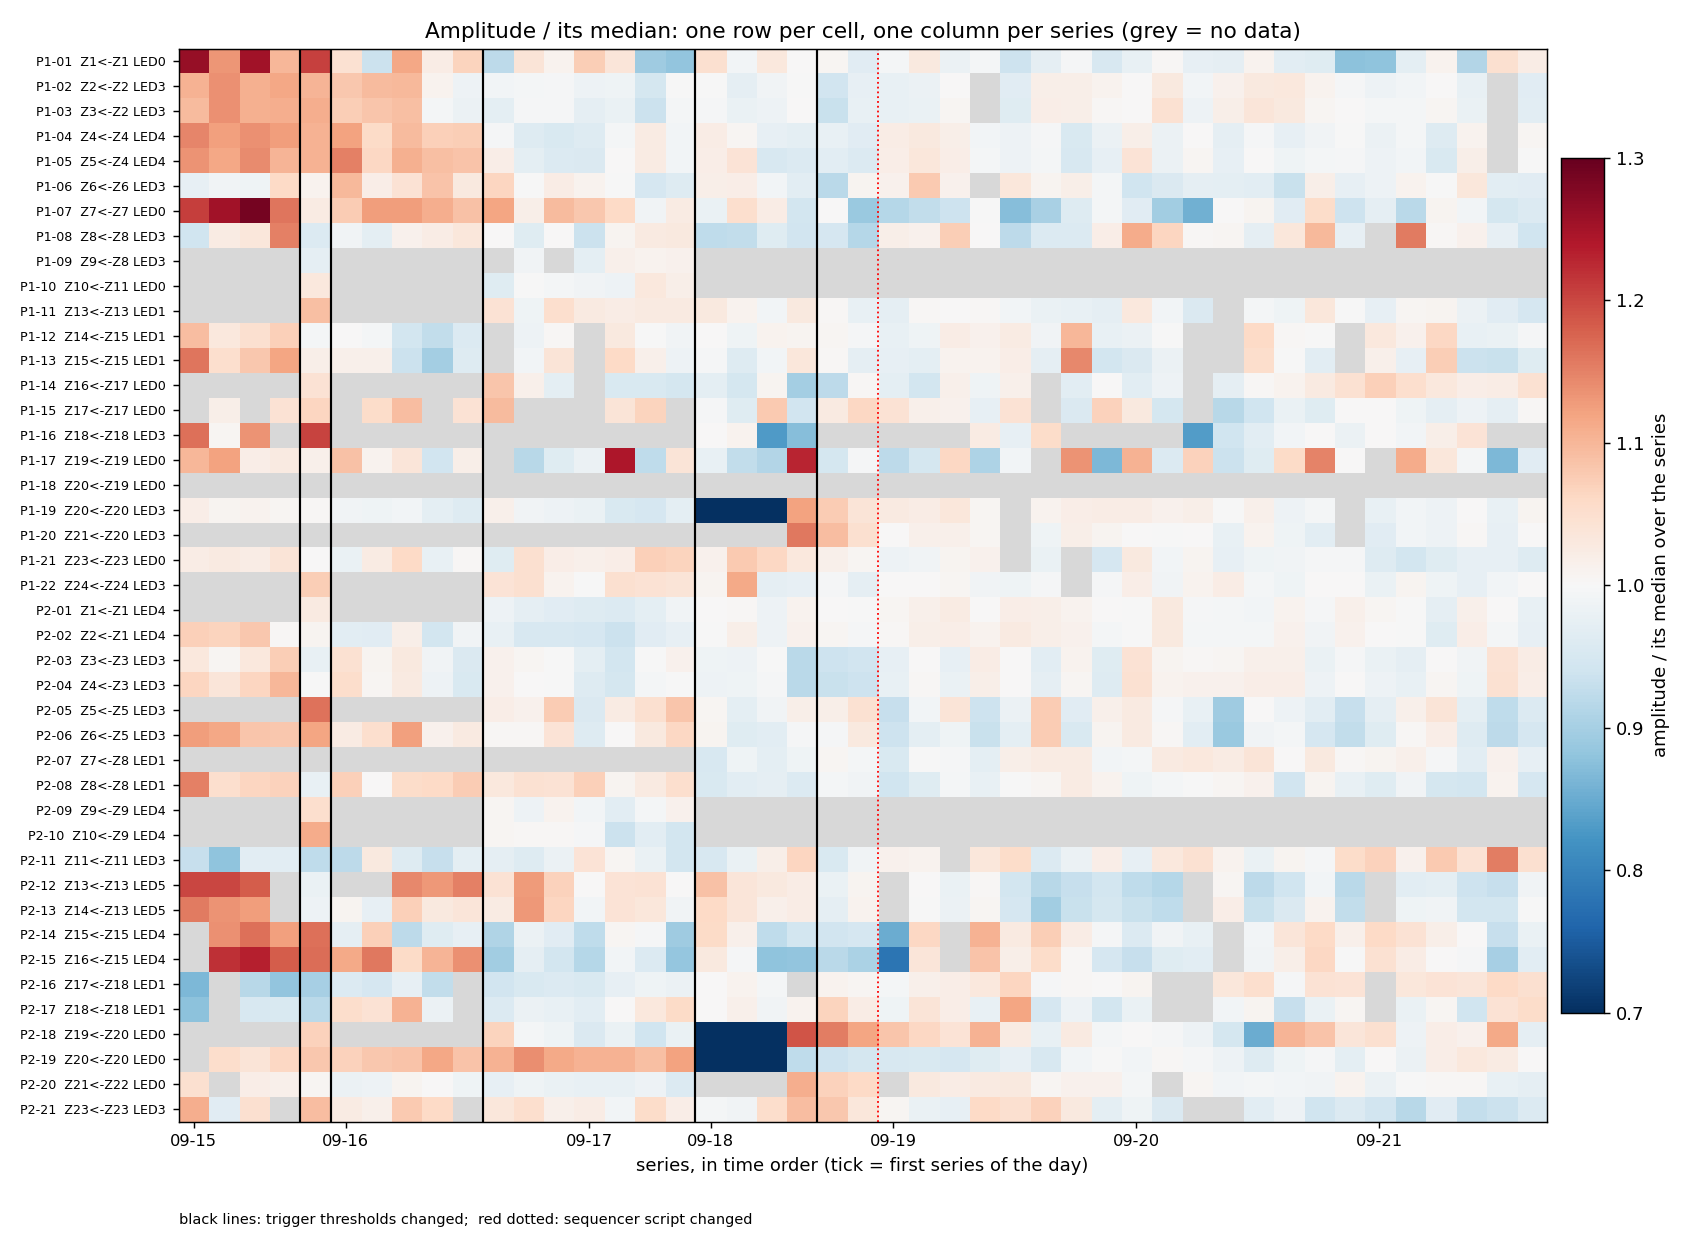 Amplitude / its median: one row per cell, one column per series (grey = no data)
P1-01 Z1<-Z1 LED0
P1-02 Z2<-Z2 LED3
P1-03 Z3<-Z2 LED3
P1-04 Z4<-Z4 LED4
P1-05 Z5<-Z4 LED4
P1-06 Z6<-Z6 LED3
P1-07 Z7<-Z7 LED0
P1-08 Z8<-Z8 LED3
P1-09 Z9<-Z8 LED3
P1-10 Z10<-Z11 LED0
P1-11 Z13<-Z13 LED1
P1-12 Z14<-Z15 LED1
P1-13 Z15<-Z15 LED1
P1-14 Z16<-Z17 LED0
P1-15 Z17<-Z17 LED0
P1-16 Z18<-Z18 LED3
P1-17 Z19<-Z19 LED0
P1-18 Z20<-Z19 LED0
P1-19 Z20<-Z20 LED3
P1-20 Z21<-Z20 LED3
P1-21 Z23<-Z23 LED0
P1-22 Z24<-Z24 LED3
P2-01 Z1<-Z1 LED4
P2-02 Z2<-Z1 LED4
P2-03 Z3<-Z3 LED3
P2-04 Z4<-Z3 LED3
P2-05 Z5<-Z5 LED3
P2-06 Z6<-Z5 LED3
P2-07 Z7<-Z8 LED1
P2-08 Z8<-Z8 LED1
P2-09 Z9<-Z9 LED4
P2-10 Z10<-Z9 LED4
P2-11 Z11<-Z11 LED3
P2-12 Z13<-Z13 LED5
P2-13 Z14<-Z13 LED5
P2-14 Z15<-Z15 LED4
P2-15 Z16<-Z15 LED4
P2-16 Z17<-Z18 LED1
P2-17 Z18<-Z18 LED1
P2-18 Z19<-Z20 LED0
P2-19 Z20<-Z20 LED0
P2-20 Z21<-Z22 LED0
P2-21 Z23<-Z23 LED3
09-15 09-16 09-17 09-18 09-19 09-20 09-21
series, in time order (tick = first series of the day)
1.3
1.2
1.1
1.0
0.9
0.8
0.7
amplitude / its median over the series
black lines: trigger thresholds changed; red dotted: sequencer script changed